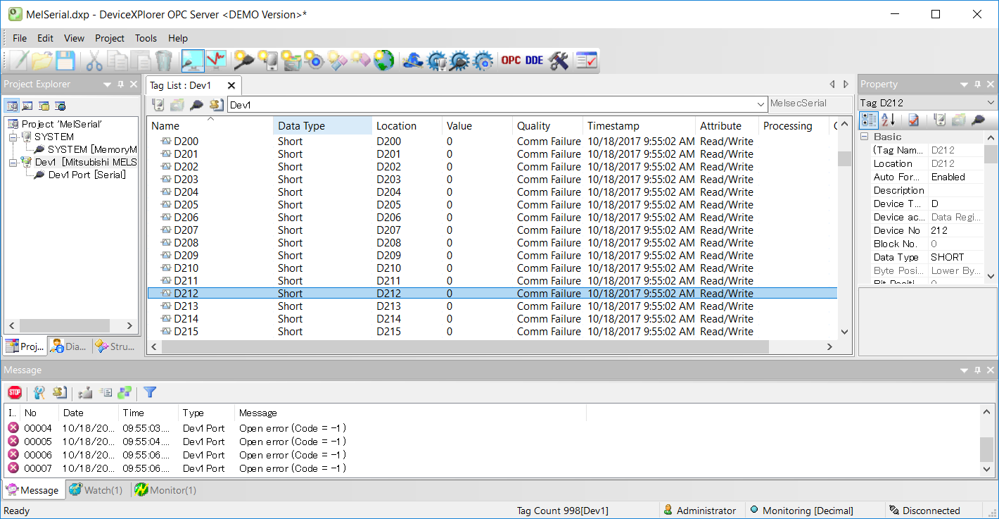 MelSerial.dxp - DeviceXPlorer OPC Server <DEMO Version>*
File Edit View Project Tools Help
OPC DDE
Project Explorer
Project 'MelSerial'
SYSTEM
SYSTEM [MemoryM
Dev1 [Mitsubishi MELS
Dev1Port [Serial]
Proj... Dia... Stru...
Tag List : Dev1
Dev1 MelsecSerial
Name Data Type Location Value Quality Timestamp Attribute Processing
D200 Short D200 0 Comm Failure 10/18/2017 9:55:02 AM Read/Write
D201 Short D201 0 Comm Failure 10/18/2017 9:55:02 AM Read/Write
D202 Short D202 0 Comm Failure 10/18/2017 9:55:02 AM Read/Write
D203 Short D203 0 Comm Failure 10/18/2017 9:55:02 AM Read/Write
D204 Short D204 0 Comm Failure 10/18/2017 9:55:02 AM Read/Write
D205 Short D205 0 Comm Failure 10/18/2017 9:55:02 AM Read/Write
D206 Short D206 0 Comm Failure 10/18/2017 9:55:02 AM Read/Write
D207 Short D207 0 Comm Failure 10/18/2017 9:55:02 AM Read/Write
D208 Short D208 0 Comm Failure 10/18/2017 9:55:02 AM Read/Write
D209 Short D209 0 Comm Failure 10/18/2017 9:55:02 AM Read/Write
D210 Short D210 0 Comm Failure 10/18/2017 9:55:02 AM Read/Write
D211 Short D211 0 Comm Failure 10/18/2017 9:55:02 AM Read/Write
D212 Short D212 0 Comm Failure 10/18/2017 9:55:02 AM Read/Write
D213 Short D213 0 Comm Failure 10/18/2017 9:55:02 AM Read/Write
D214 Short D214 0 Comm Failure 10/18/2017 9:55:02 AM Read/Write
D215 Short D215 0 Comm Failure 10/18/2017 9:55:02 AM Read/Write
Property
Tag D212
Basic
(Tag Nam... D212
Location D212
Auto For... Enabled
Description
Device T... D
Device ac... Data Regi...
Device No 212
Block No. 0
Data Type SHORT
Byte Posi... Lower By...
Message
STOP
I.. No Date Time Type Message
00004 10/18/20... 09:55:03.... Dev1Port Open error (Code = -1)
00005 10/18/20... 09:55:04.... Dev1Port Open error (Code = -1)
00006 10/18/20... 09:55:06.... Dev1Port Open error (Code = -1)
00007 10/18/20... 09:55:06.... Dev1Port Open error (Code = -1)
Message Watch(1) Monitor(1)
Ready Tag Count 998[Dev1] Administrator Monitoring [Decimal] Disconnected